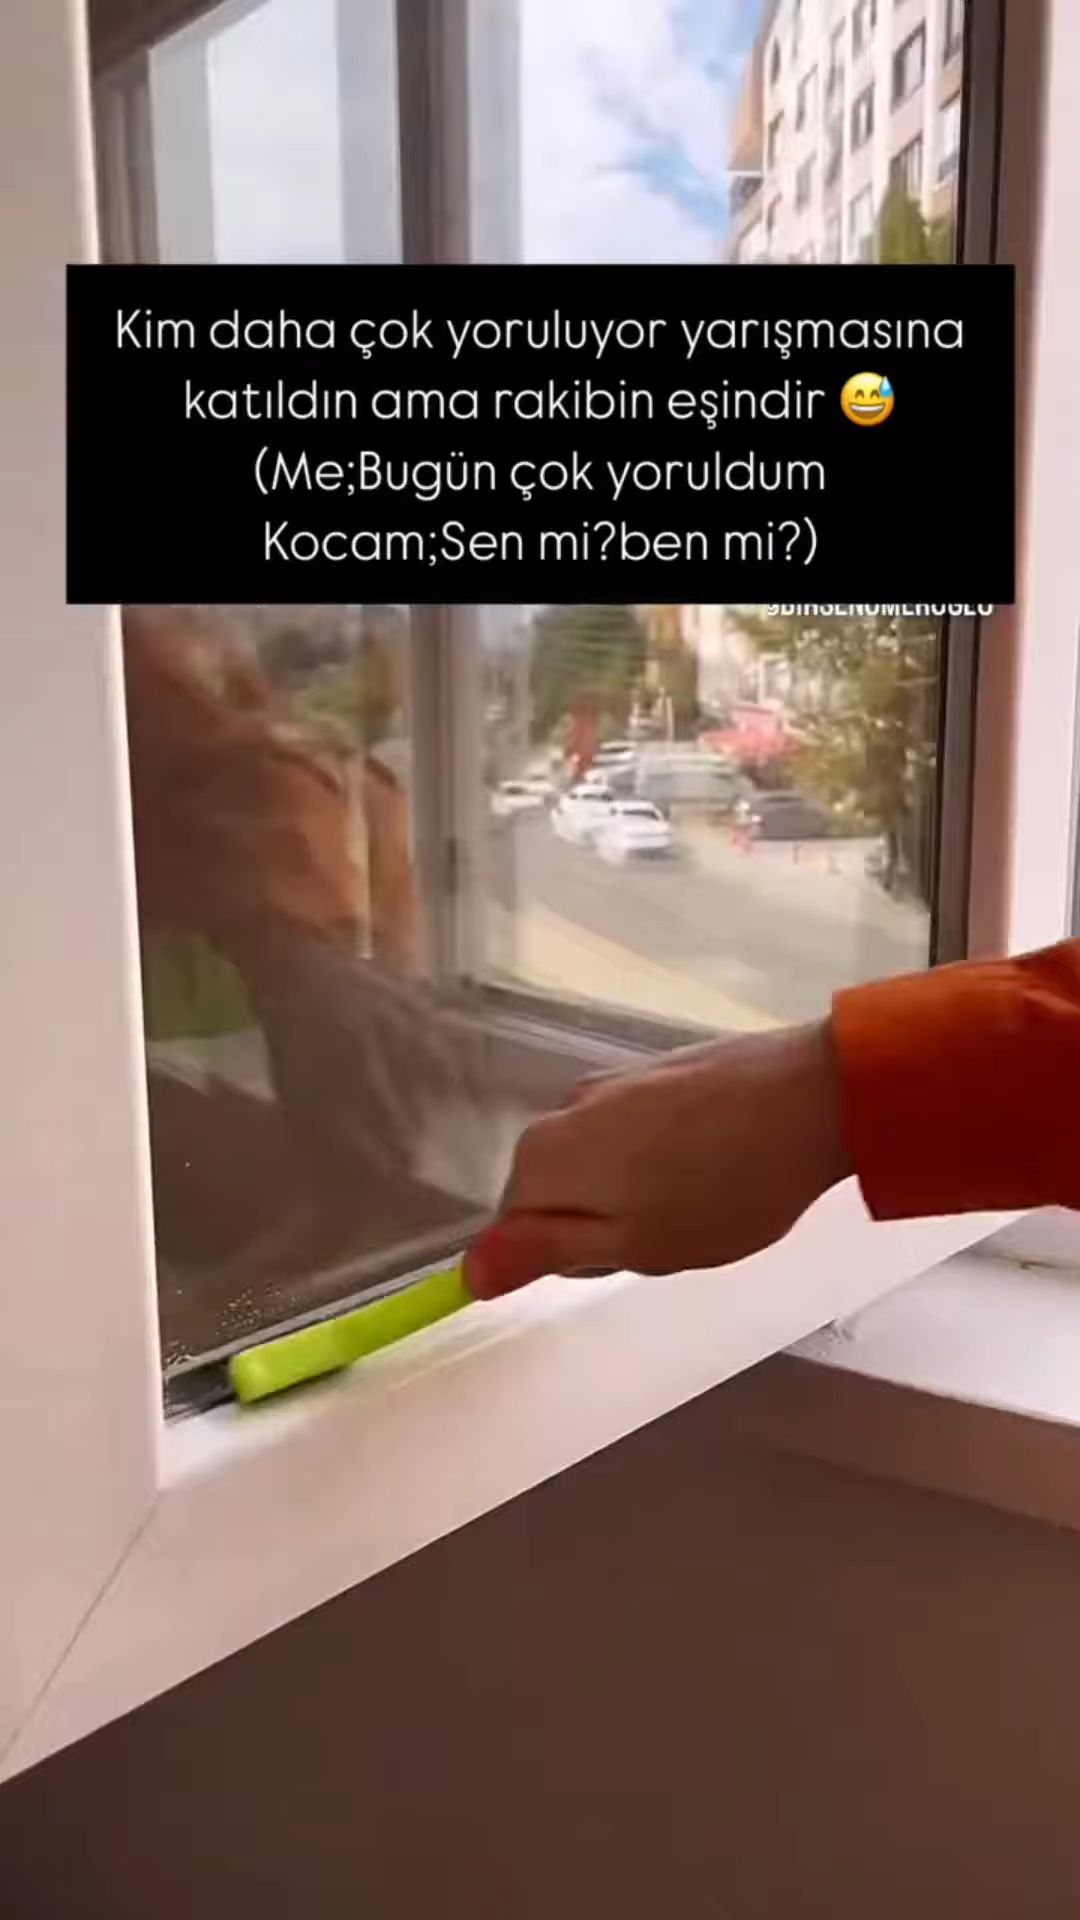 Kim daha çok yoruluyor yarışmasına
katıldın ama rakibin eşindir 😅
(Me;Bugün çok yoruldum
Kocam;Sen mi?ben mi?)